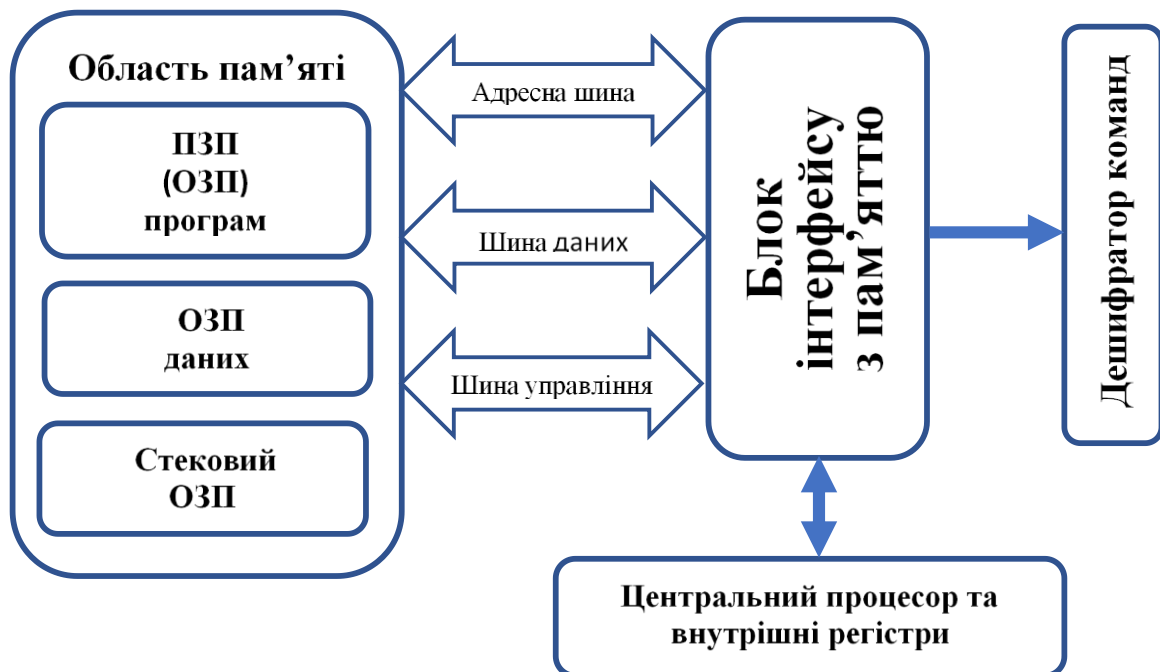 Область пам’яті
ПЗП
(ОЗП)
програм
ОЗП
даних
Стековий
ОЗП
Адресна шина
Шина даних
Шина управління
Блок
інтерфейсу
з пам’яттю
Дешифратор команд
Центральний процесор та
внутрішні регістри